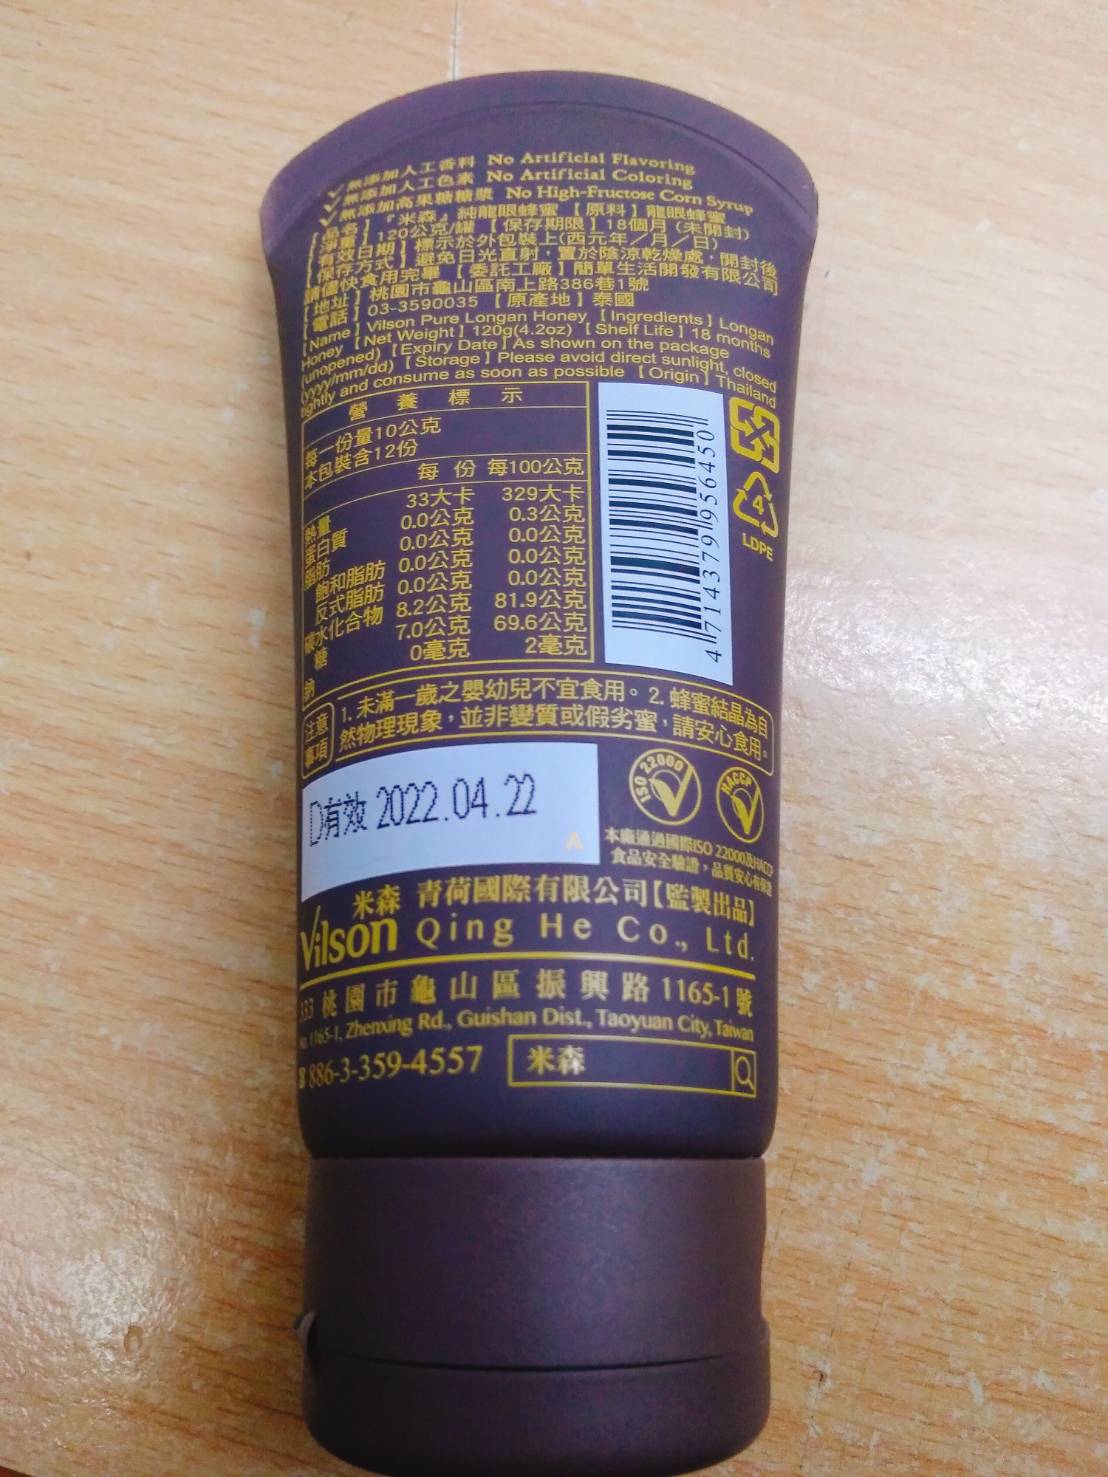 ✓無添加人工香料 No Artificial Flavoring
✓無添加人工色素 No Artificial Coloring
✓無添加高果糖糖漿 No High-Fructose Corn Syrup
【品名】『米森』純龍眼蜂蜜【原料】龍眼蜂蜜
【淨重】120公克/罐【保存期限】18個月(未開封)
【有效日期】標示於外包裝上(西元年／月／日)
【保存方式】避免日光直射，置於陰涼乾燥處，開封後
請儘快食用完畢【委託工廠】簡單生活開發有限公司
【地址】桃園市龜山區南上路386巷1號
【電話】03-3590035【原產地】泰國
【Name】Vilson Pure Longan Honey【Ingredients】Longan
Honey【Net Weight】120g(4.2oz)【Shelf Life】18 months
(unopened)【Expiry Date】As shown on the package
(yyyy/mm/dd)【Storage】Please avoid direct sunlight, closed
tightly and consume as soon as possible【Origin】Thailand
營養標示
每一份量10公克
本包裝含12份
每份 每100公克
熱量 33大卡 329大卡
蛋白質 0.0公克 0.3公克
脂肪 0.0公克 0.0公克
飽和脂肪 0.0公克 0.0公克
反式脂肪 0.0公克 0.0公克
碳水化合物 8.2公克 81.9公克
糖 7.0公克 69.6公克
鈉 0毫克 2毫克
4 714379 956450
4
LDPE
注意事項
1. 未滿一歲之嬰幼兒不宜食用。2. 蜂蜜結晶為自
然物理現象，並非變質或假劣蜜，請安心食用。
D有效 2022.04.22
A
ISO 22000
HACCP
本廠通過國際ISO 22000及HACCP
食品安全驗證，品質安心有保證
米森 青荷國際有限公司【監製出品】
Vilson Qing He Co., Ltd.
333 桃園市龜山區振興路1165-1號
No.1165-1, Zhenxing Rd., Guishan Dist., Taoyuan City, Taiwan
☎886-3-359-4557
米森